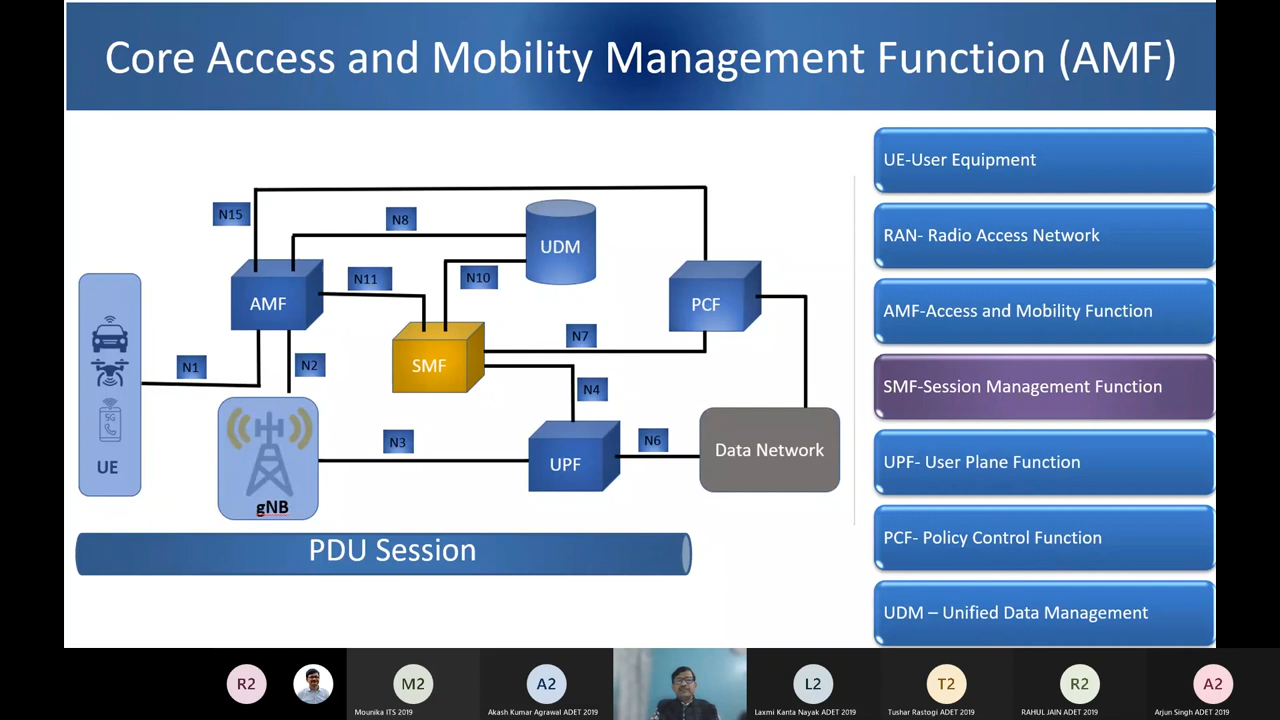 Core Access and Mobility Management Function (AMF)
N15
N8
UDM
N11
N10
AMF
PCF
SMF
N7
N1
N2
N4
5G
UE
gNB
N3
UPF
N6
Data Network
PDU Session
UE-User Equipment
RAN- Radio Access Network
AMF-Access and Mobility Function
SMF-Session Management Function
UPF- User Plane Function
PCF- Policy Control Function
UDM – Unified Data Management
R2
M2
A2
L2
T2
R2
A2
Mounika ITS 2019
Akash Kumar Agrawal ADET 2019
Laxmi Kanta Nayak ADET 2019
Tushar Rastogi ADET 2019
RAHUL JAIN ADET 2019
Arjun Singh ADET 2019